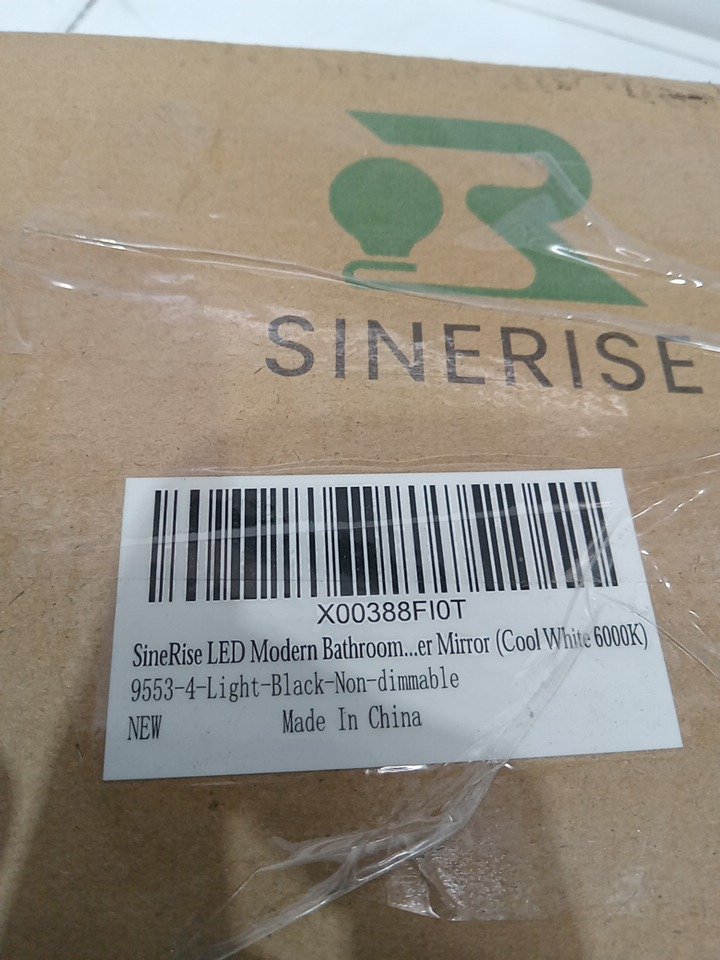 SINERISE
X00388FI0T
SineRise LED Modern Bathroom...er Mirror (Cool White 6000K)
9553-4-Light-Black-Non-dimmable
NEW Made In China